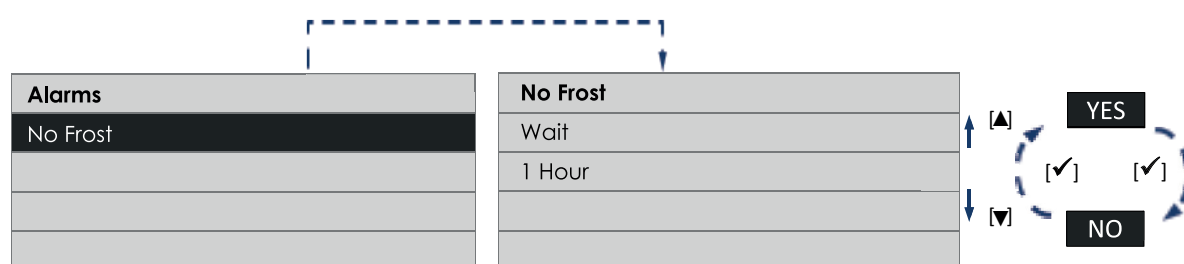 Alarms
No Frost
No Frost
Wait
1 Hour
[▲]
[▼]
YES
[✓] [✓]
NO